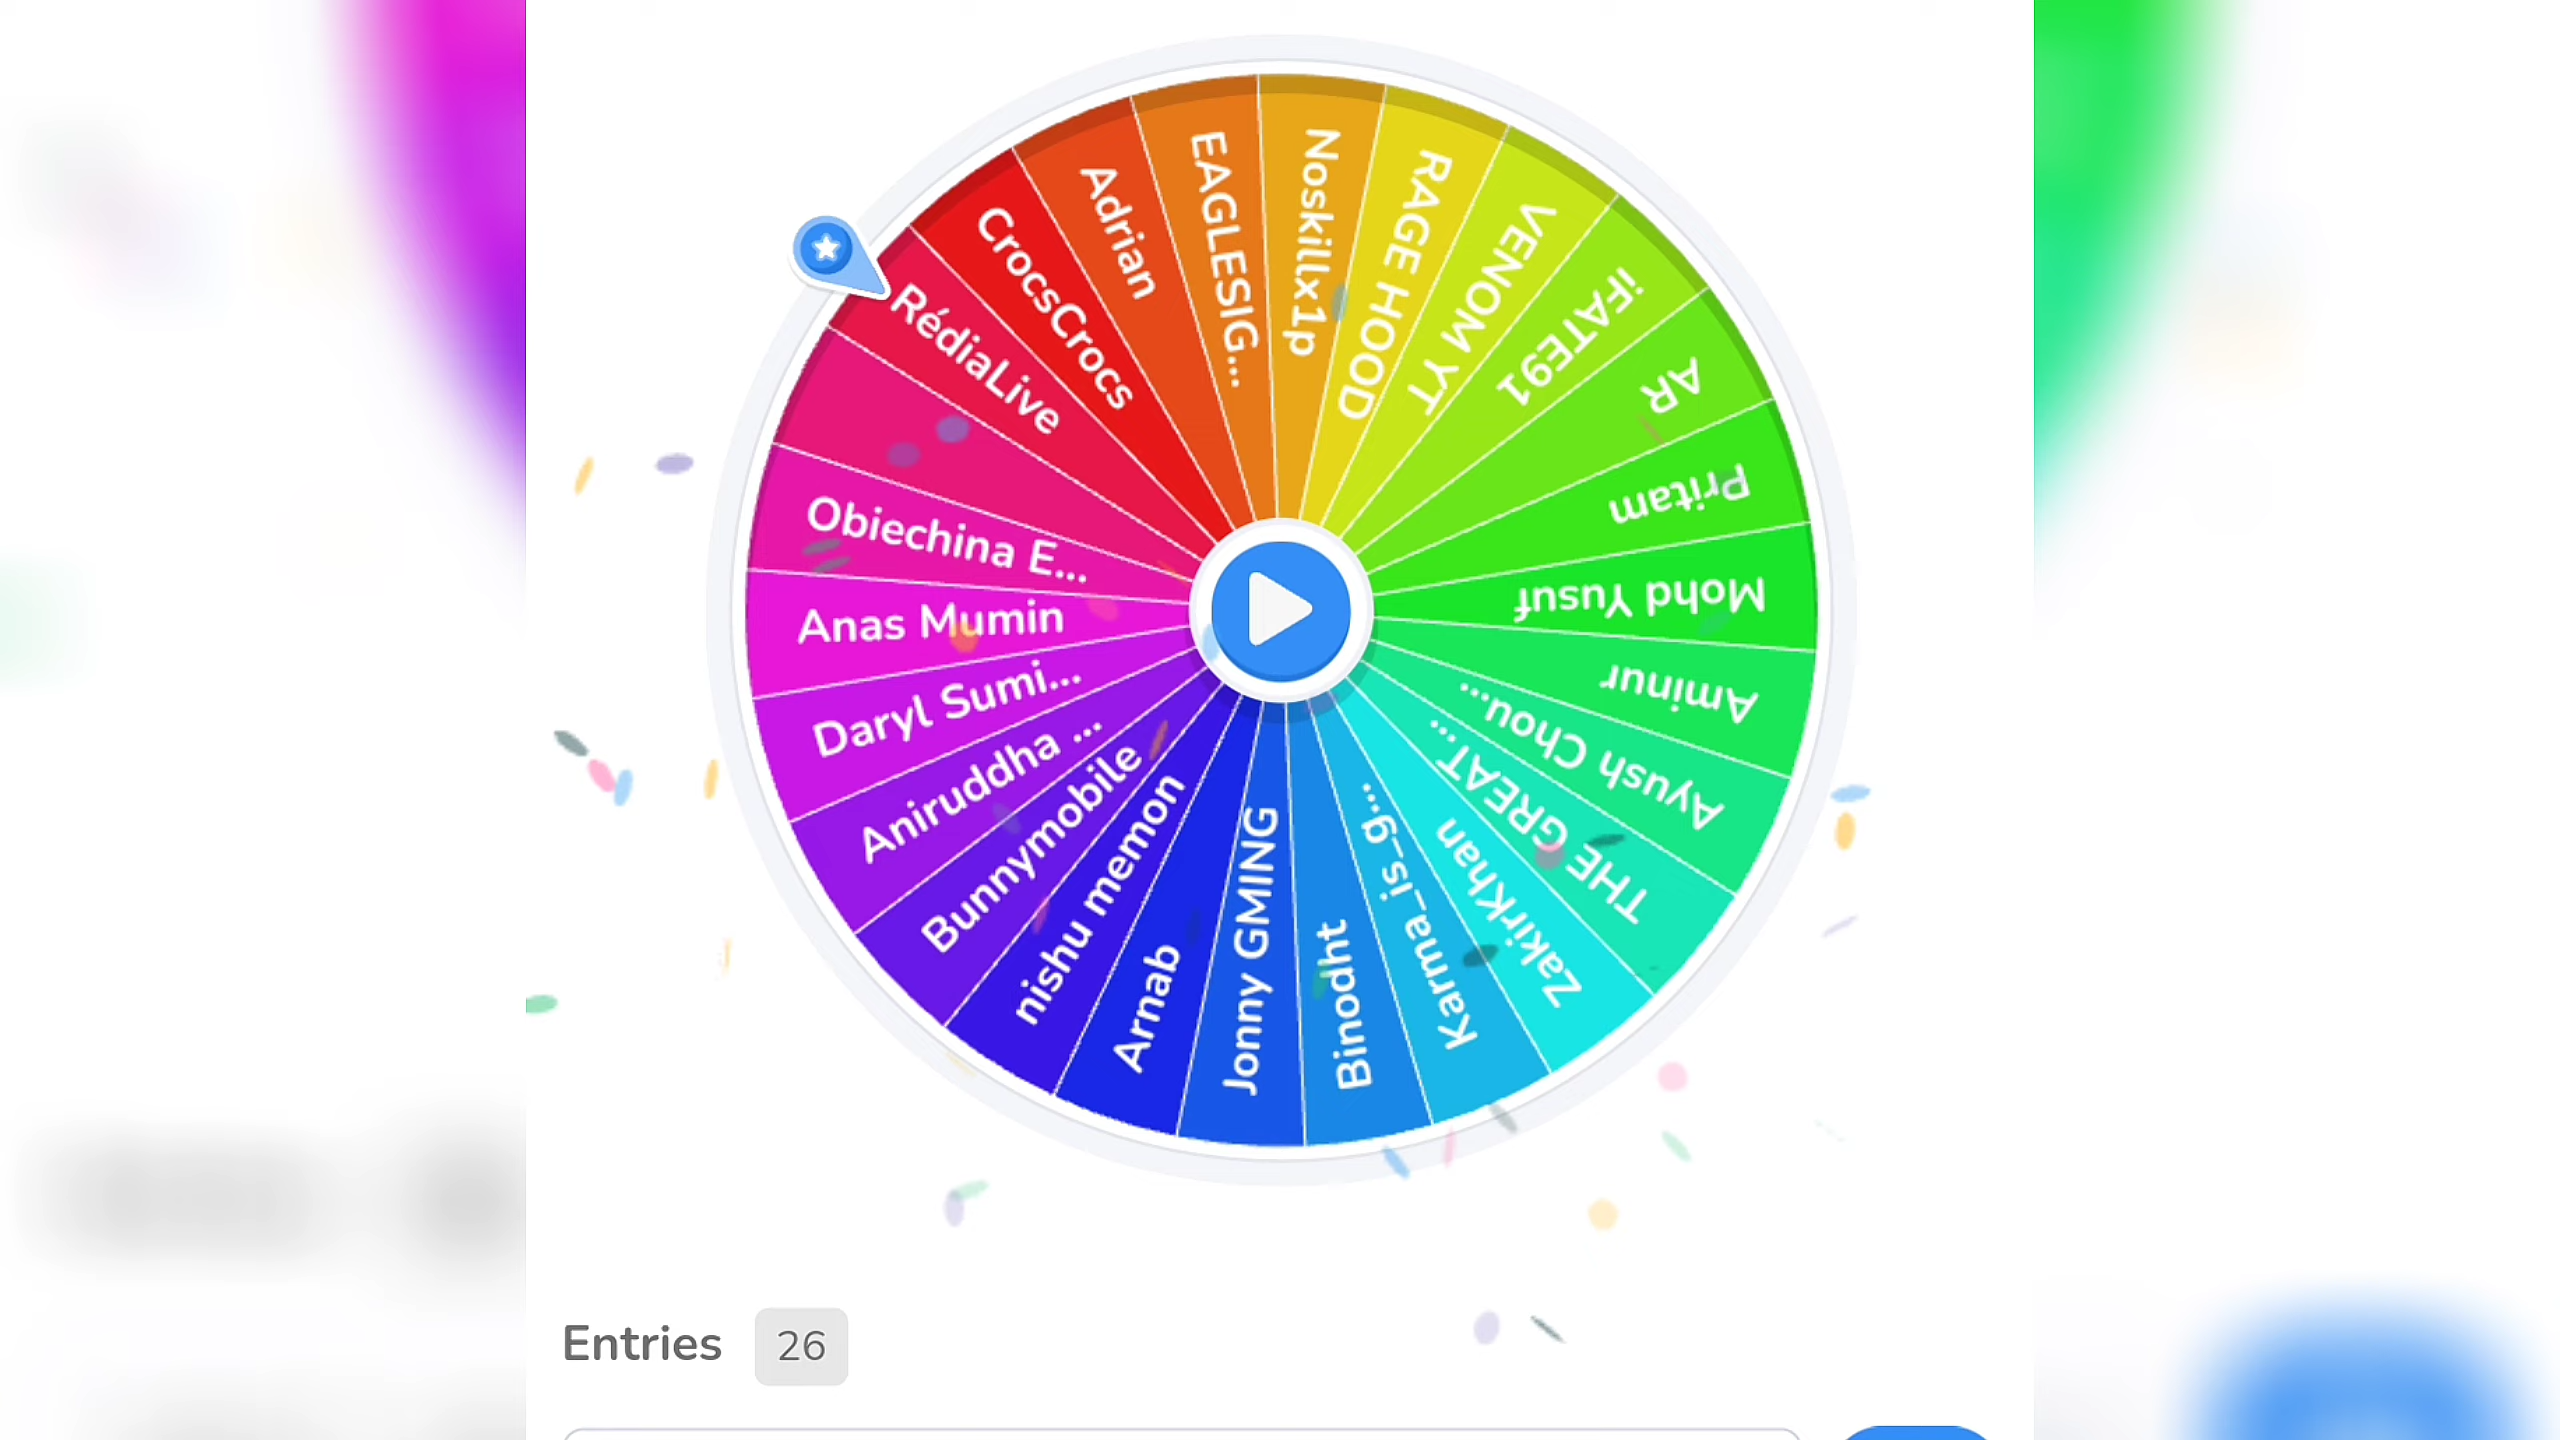 RédiaLive
CrocsCrocs
Adrian
EAGLESIG...
Noskillx1p
RAGE HOOD
VENOM YT
iFATE91
AR
Pritam
Mohd Yusuf
Aminur
Ayush Chou...
THE GREAT...
ZakirKhan
Karma_is_g...
Binodht
Jonny GMING
Arnab
nishu memon
Bunnymobile
Aniruddha ...
Daryl Sumi...
Anas Mumin
Obiechina E...
Entries 26